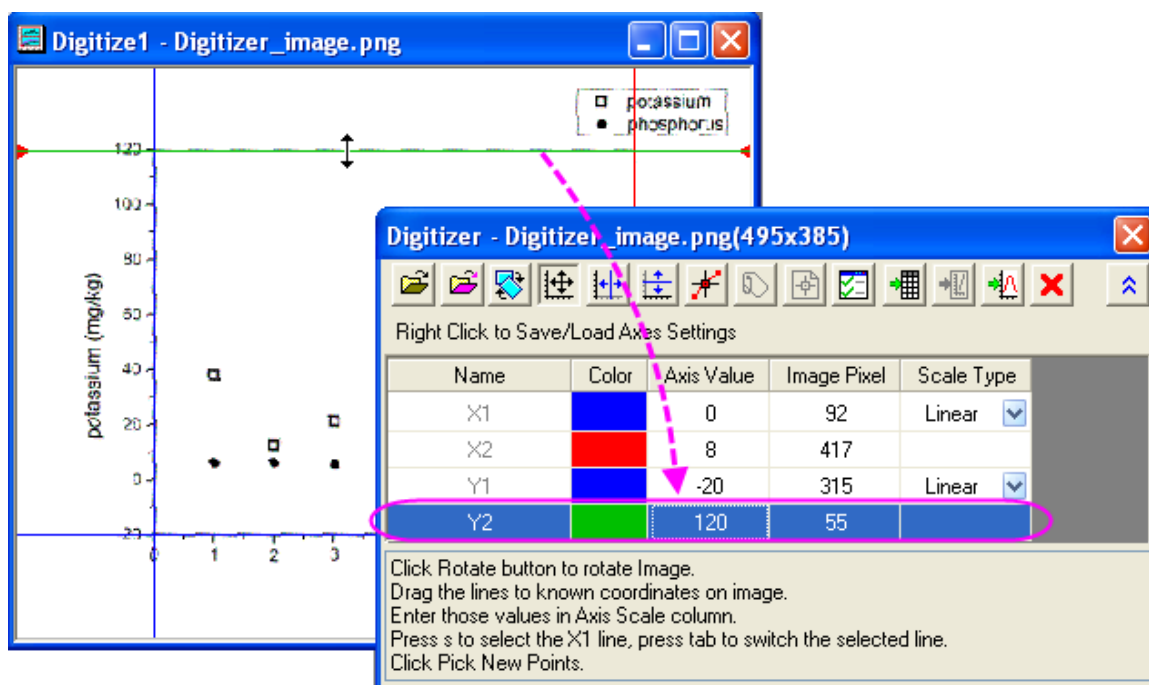 Digitize1 - Digitizer_image.png
potassium
phosphorus
120
100
80
60
40
20
0
-20
potassium (mg/kg)
0 1 2 3
Digitizer - Digitizer_image.png(495x385)
Right Click to Save/Load Axes Settings
Name Color Axis Value Image Pixel Scale Type
X1 0 92 Linear
X2 8 417
Y1 -20 315 Linear
Y2 120 55
Click Rotate button to rotate Image.
Drag the lines to known coordinates on image.
Enter those values in Axis Scale column.
Press s to select the X1 line, press tab to switch the selected line.
Click Pick New Points.